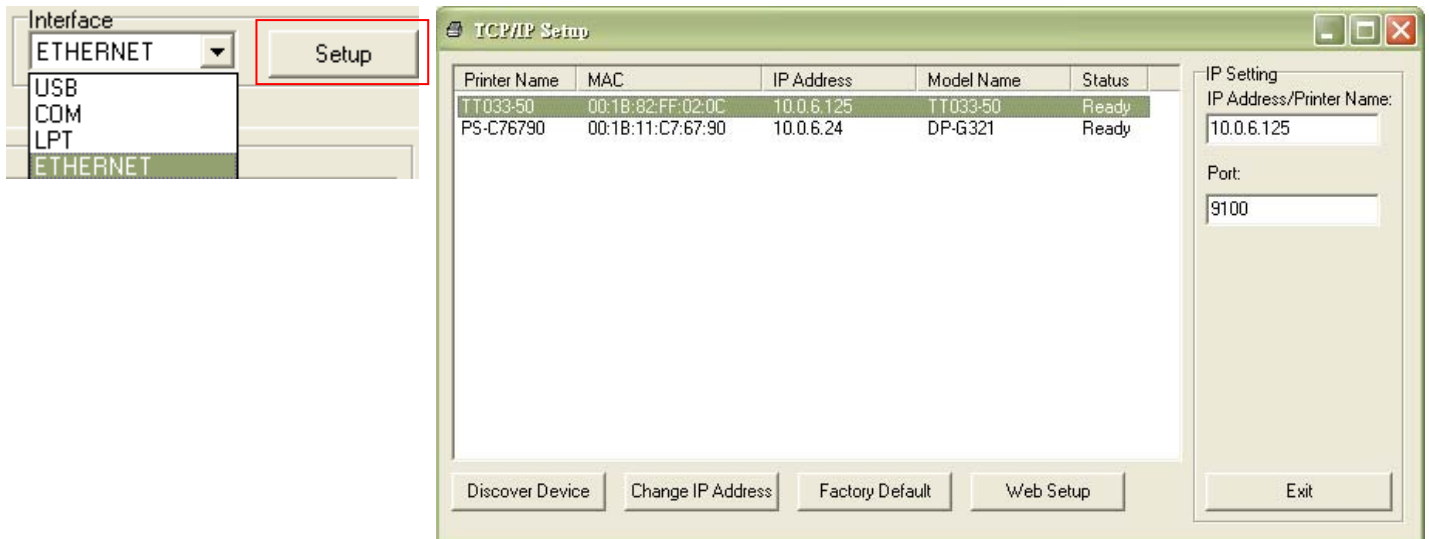 Interface
ETHERNET
Setup
USB
COM
LPT
ETHERNET
TCP/IP Setup
Printer Name MAC IP Address Model Name Status
TT033-50 00:1B:82:FF:02:0C 10.0.6.125 TT033-50 Ready
PS-C76790 00:1B:11:C7:67:90 10.0.6.24 DP-G321 Ready
IP Setting
IP Address/Printer Name:
10.0.6.125
Port:
9100
Discover Device Change IP Address Factory Default Web Setup Exit